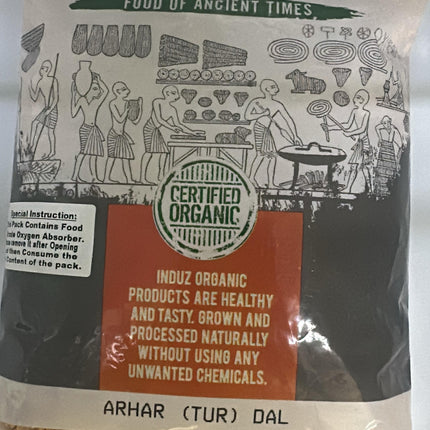 FOOD OF ANCIENT TIMES
CERTIFIED
ORGANIC
Special Instruction:
Pack Contains Food
Oxygen Absorber.
remove it after Opening
then Consume the
Content of the pack.
INDUZ ORGANIC
PRODUCTS ARE HEALTHY
AND TASTY. GROWN AND
PROCESSED NATURALLY
WITHOUT USING ANY
UNWANTED CHEMICALS.
ARHAR (TUR) DAL